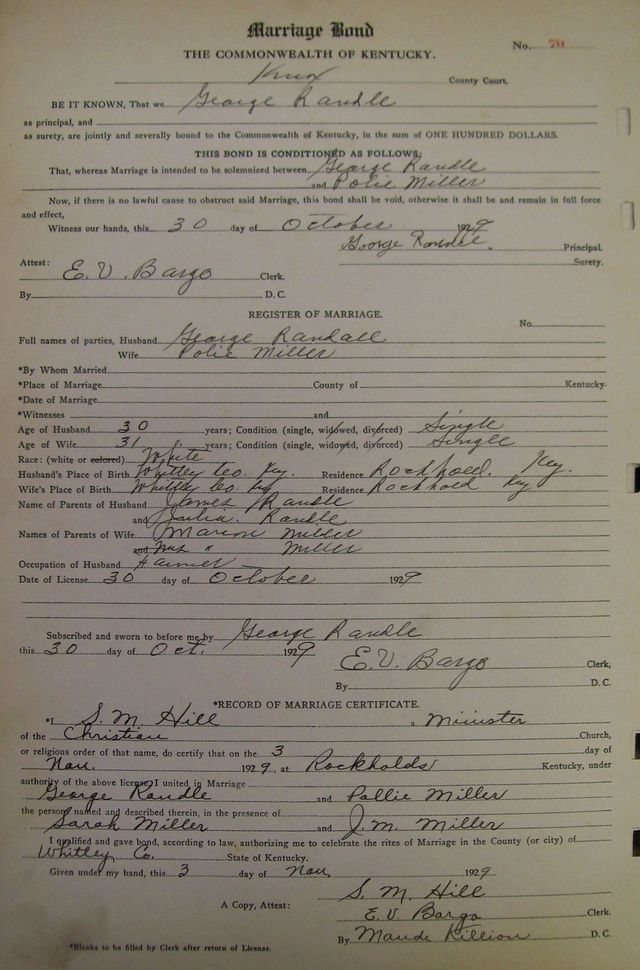 Marriage Bond
No. 70
THE COMMONWEALTH OF KENTUCKY.
Knox County Court.
BE IT KNOWN, That we George Randle
as principal, and
as surety, are jointly and severally bound to the Commonwealth of Kentucky, in the sum of ONE HUNDRED DOLLARS.
THIS BOND IS CONDITIONED AS FOLLOWS:
That, whereas Marriage is intended to be solemnized between George Randle
and Polie Miller
Now, if there is no lawful cause to obstruct said Marriage, this bond shall be void, otherwise it shall be and remain in full force
and effect,
Witness our hands, this 30 day of October 1929
George Randal. Principal.
Surety.
Attest: E. V. Bargo Clerk.
By D. C.
REGISTER OF MARRIAGE.
No.
Full names of parties, Husband George Randall
Wife Polie Miller
*By Whom Married
*Place of Marriage County of Kentucky.
*Date of Marriage
*Witnesses and
Age of Husband 30 years; Condition (single, widowed, divorced) Single
Age of Wife 31 years; Condition (single, widowed, divorced) Single
Race: (white or colored) White
Husband's Place of Birth Whitley Co. Ky. Residence Rockhold. Key.
Wife's Place of Birth Whitley Co Ky Residence Rockhold Ky
Name of Parents of Husband James Randle
and Julia. Randle
Names of Parents of Wife Marion Miller
and Mrs " Miller
Occupation of Husband Farmer
Date of License 30 day of October 1929
Subscribed and sworn to before me by George Randle
this 30 day of Oct. 1929
E. V. Bargo Clerk,
By D. C.
*RECORD OF MARRIAGE CERTIFICATE.
*I S. M. Hill a Minister
of the Christian Church,
or religious order of that name, do certify that on the 3 day of
Nov. 1929, at Rockholds Kentucky, under
authority of the above license, I united in Marriage
George Randle and Pollie Miller
the persons named and described therein, in the presence of
Sarah Miller and J. M. Miller
I qualified and gave bond, according to law, authorizing me to celebrate the rites of Marriage in the County (or city) of
Whitley Co. State of Kentucky.
Given under my hand, this 3 day of Nov. 1929
S. M. Hill
A Copy, Attest: E. V. Bargo Clerk.
By Maude Killion D. C.
*Blanks to be filled by Clerk after return of License.